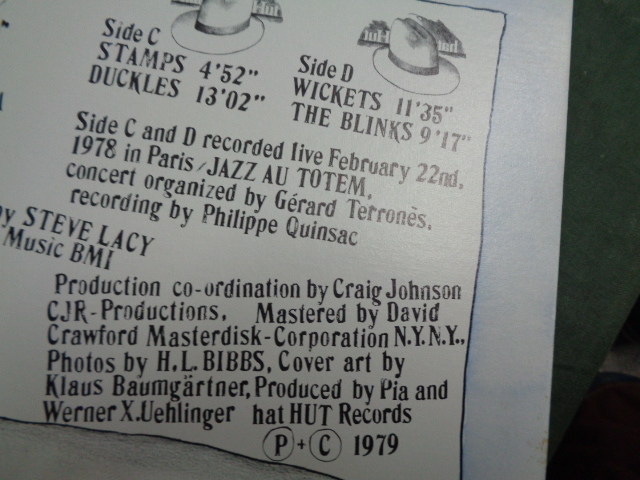 Side C
STAMPS 4'52"
DUCKLES 13'02"
Side D
WICKETS 11'35"
THE BLINKS 9'17"
Side C and D recorded live February 22nd,
1978 in Paris/JAZZ AU TOTEM,
concert organized by Gérard Terronès,
recording by Philippe Quinsac
by STEVE LACY
Music BMI
Production co-ordination by Craig Johnson
CJR-Productions, Mastered by David
Crawford Masterdisk-Corporation N.Y. N.Y.,
Photos by H.L. BIBBS, Cover art by
Klaus Baumgärtner, Produced by Pia and
Werner X. Uehlinger hat HUT Records
P + C 1979